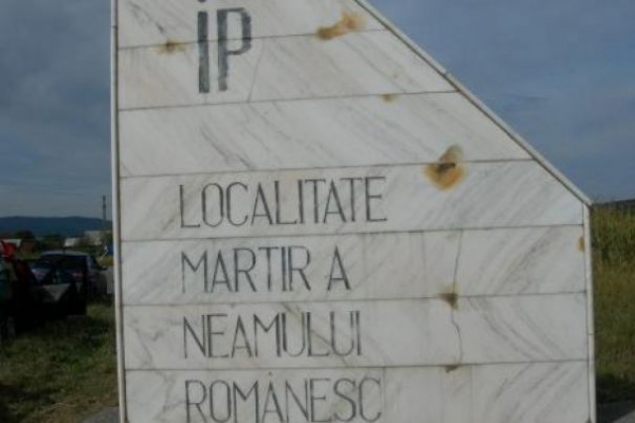 IP
LOCALITATE
MARTIR A
NEAMULUI
ROMÂNESC